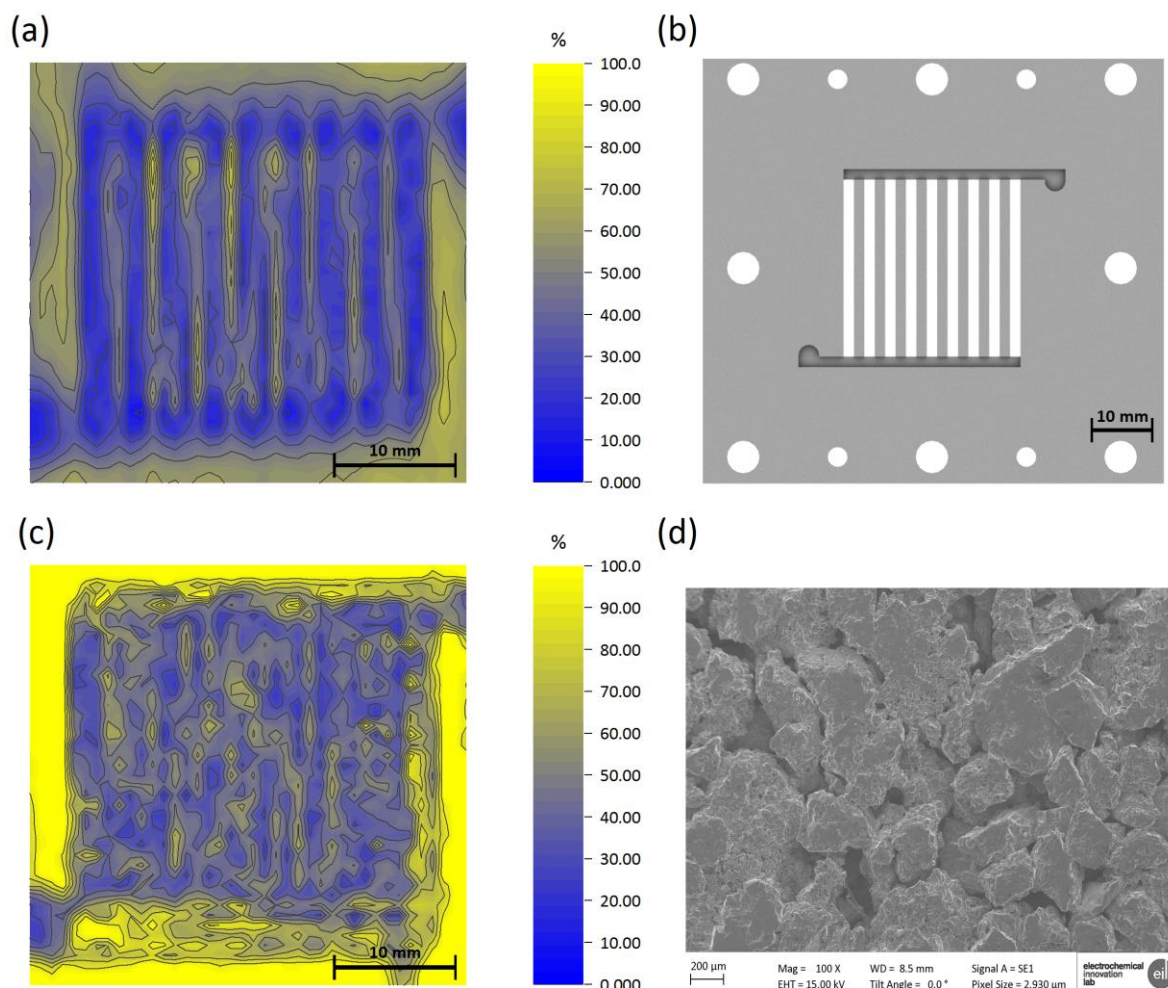 (a)
%
100.0
90.00
80.00
70.00
60.00
50.00
40.00
30.00
20.00
10.00
0.000
10 mm
(b)
10 mm
(c)
%
100.0
90.00
80.00
70.00
60.00
50.00
40.00
30.00
20.00
10.00
0.000
10 mm
(d)
200 µm
Mag = 100 X
WD = 8.5 mm
Signal A = SE1
EHT = 15.00 kV
Tilt Angle = 0.0 °
Pixel Size = 2.930 µm
electrochemical
innovation
lab
eil